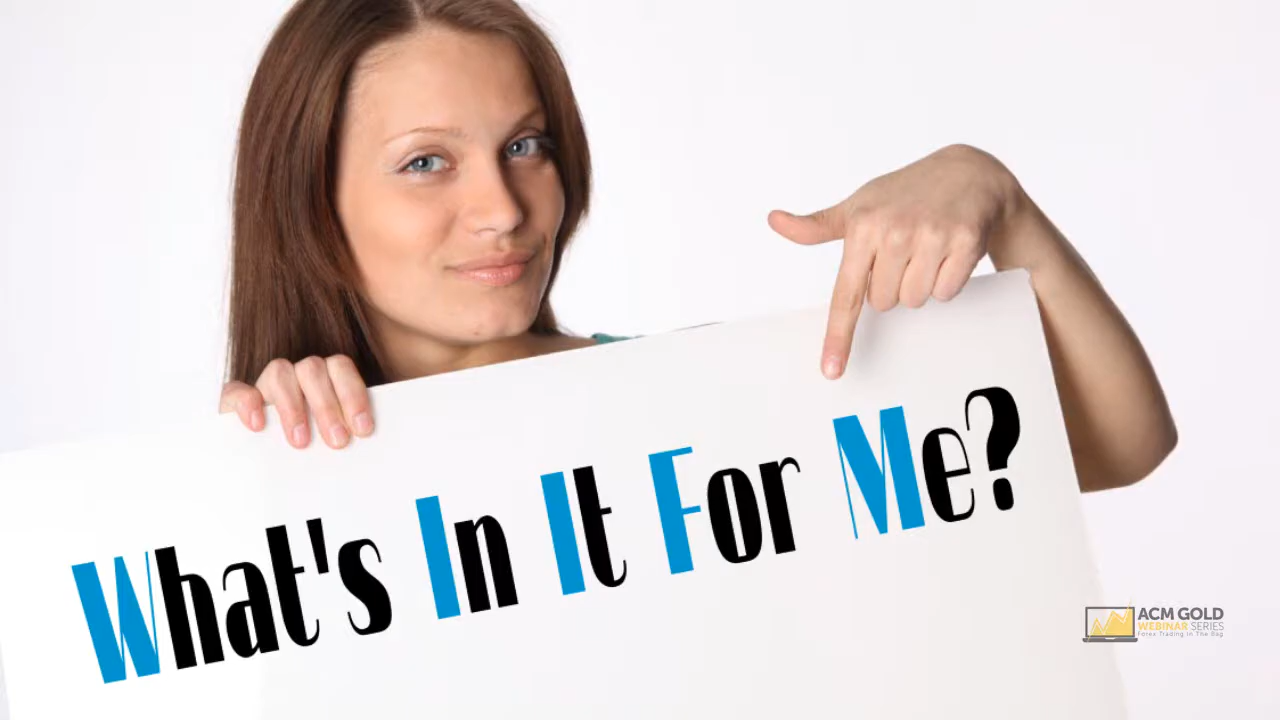 What's In It For Me?
ACM GOLD
WEBINAR SERIES
Forex Trading In The Bag